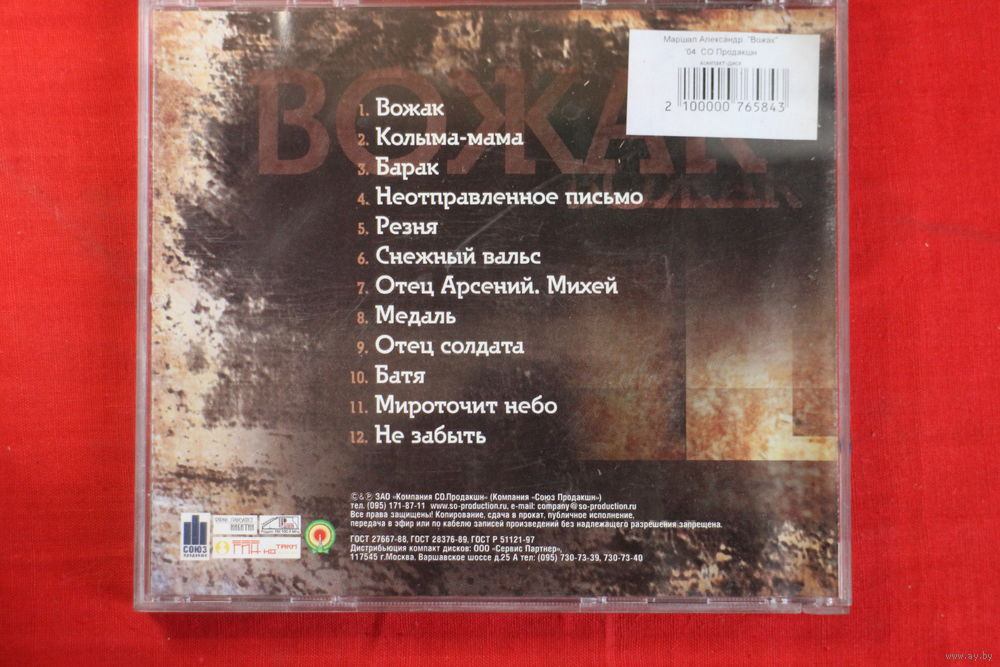 Маршал Александр "Вожак"
'04 СО Продакшн
компакт-диск
2 100000 765843
ВОЖАК
1. Вожак
2. Колыма-мама
3. Барак
4. Неотправленное письмо
5. Резня
6. Снежный вальс
7. Отец Арсений. Михей
8. Медаль
9. Отец солдата
10. Батя
11. Мироточит небо
12. Не забыть
©&℗ ЗАО «Компания СО.Продакшн» (Компания «Союз Продакшн»)
тел. (095) 171-87-11 www.so-production.ru, e-mail: company@so-production.ru
Все права защищены! Копирование, сдача в прокат, публичное исполнение,
передача в эфир или по кабелю записей произведений без надлежащего разрешения запрещена.
ГОСТ 27667-88, ГОСТ 28376-89, ГОСТ Р 51121-97
Дистрибьюция компакт дисков: ООО «Сервис Партнер»,
117545 г.Москва, Варшавское шоссе д.25 А тел: (095) 730-73-39, 730-73-40
СОЮЗ
ПРОДАКШН
www.ay.by